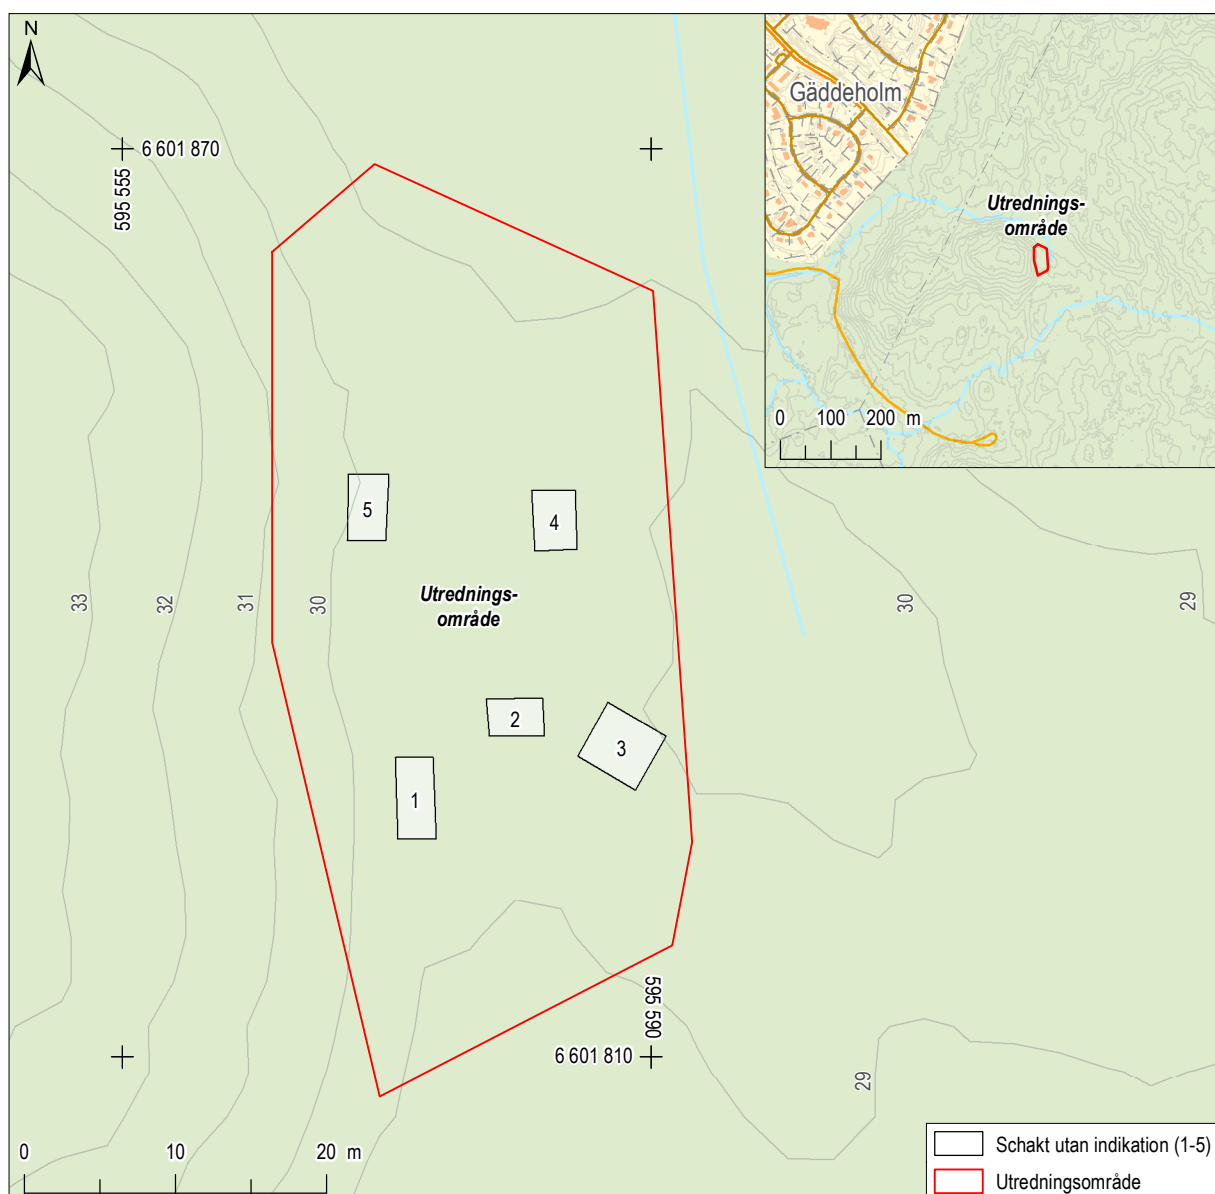 N
6 601 870
595 555
Gäddeholm
Utrednings-
område
0 100 200 m
5
4
33
32
31
30
Utrednings-
område
30
29
2
3
1
595 590
6 601 810
29
0 10 20 m
Schakt utan indikation (1-5)
Utredningsområde